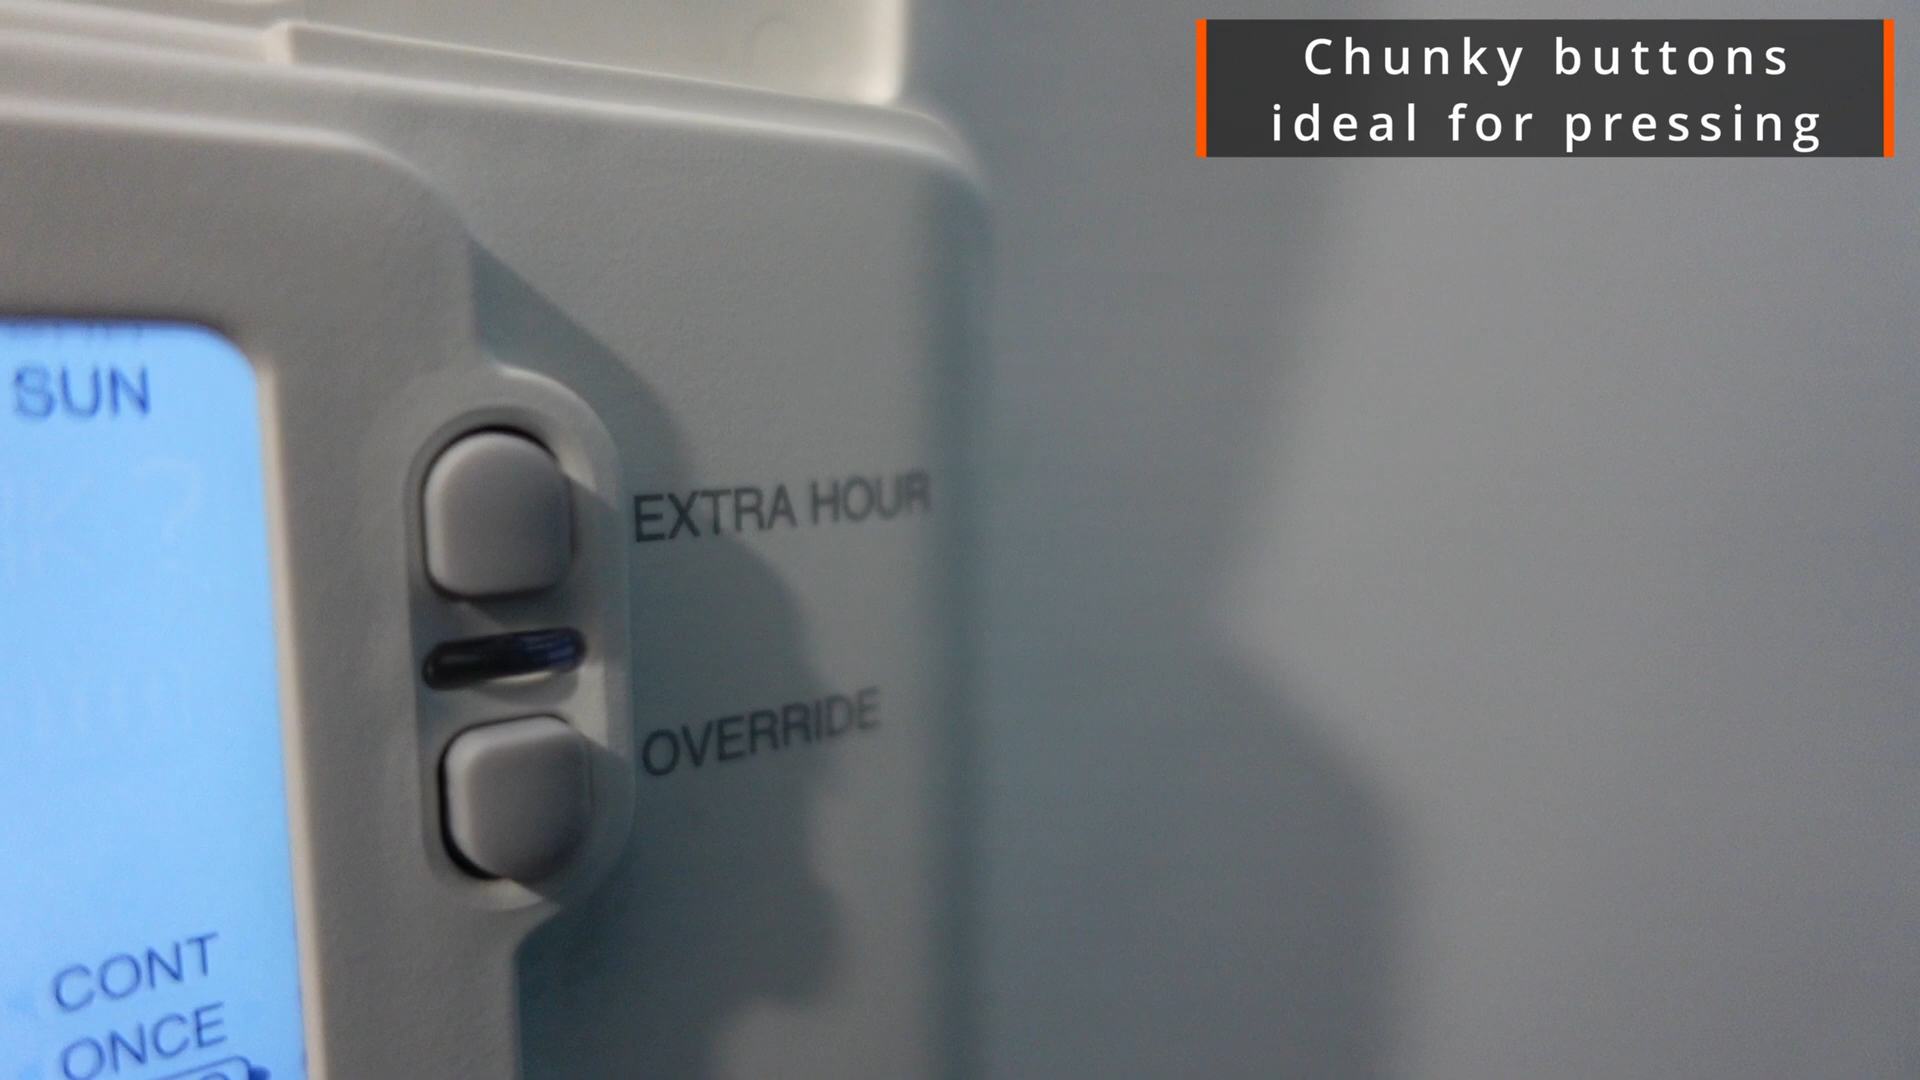 Chunky buttons
ideal for pressing
SUN
EXTRA HOUR
OVERRIDE
CONT
ONCE